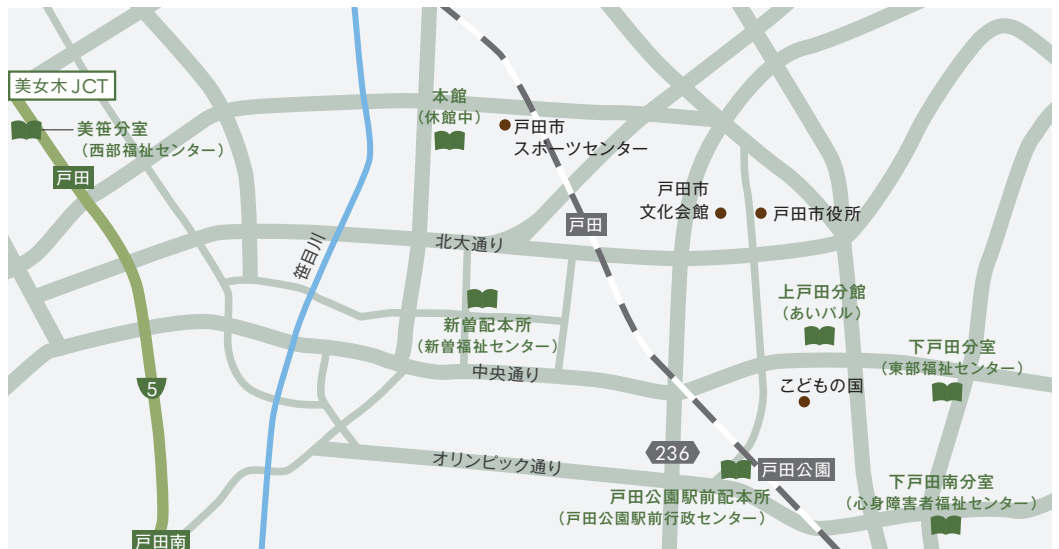 美女木JCT
美笹分室
（西部福祉センター）
戸田
本館
（休館中）
戸田市
スポーツセンター
戸田市
文化会館
戸田市役所
戸田
笹目川
北大通り
新曽配本所
（新曽福祉センター）
上戸田分館
（あいパル）
下戸田分室
（東部福祉センター）
中央通り
こどもの国
5
オリンピック通り
236
戸田公園
戸田公園駅前配本所
（戸田公園駅前行政センター）
下戸田南分室
（心身障害者福祉センター）
戸田南